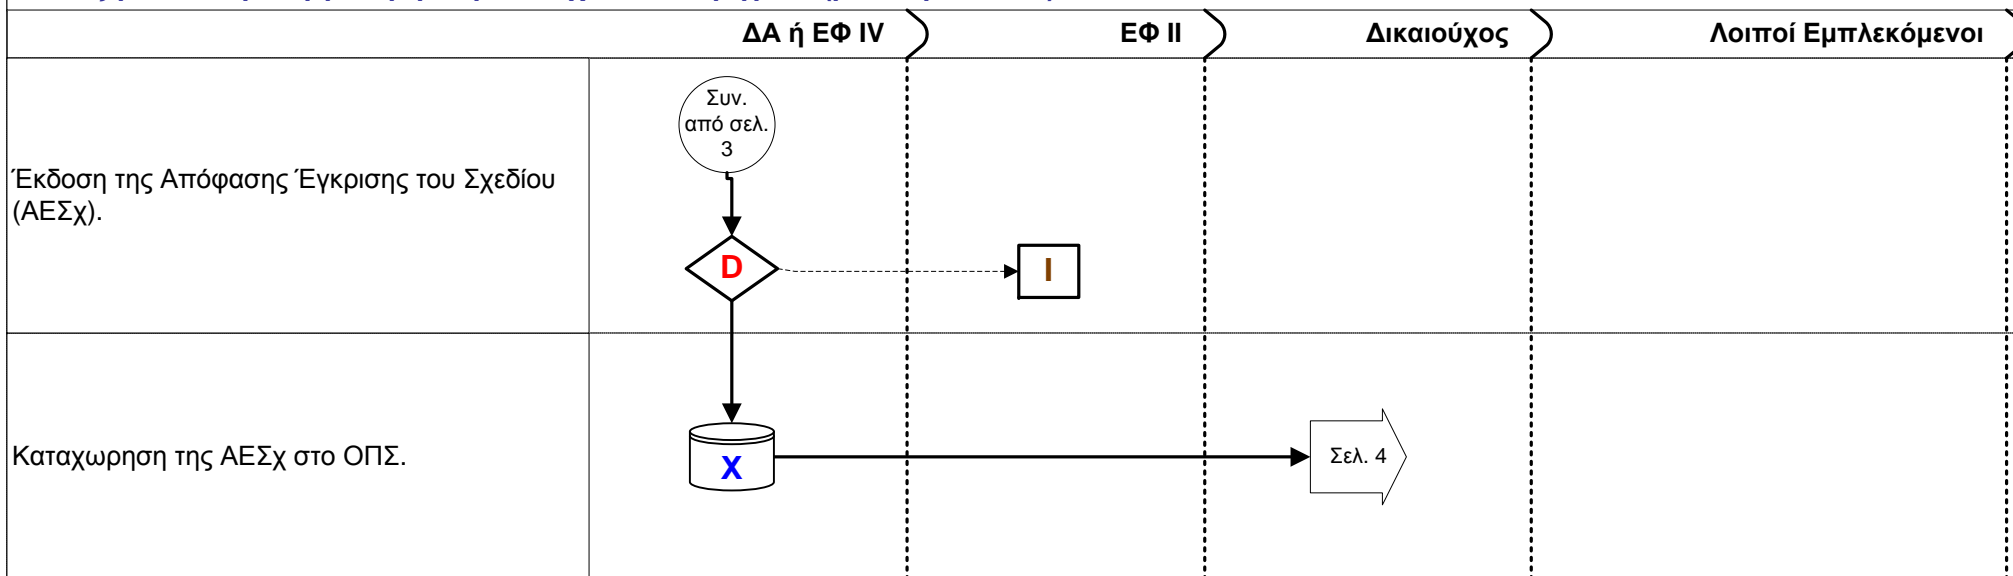 ΔΑ ή ΕΦ IV
ΕΦ ΙΙ
Δικαιούχος
Λοιποί Εμπλεκόμενοι
Συν.
από σελ.
3
Έκδοση της Απόφασης Έγκρισης του Σχεδίου
(ΑΕΣχ).
D
I
Καταχωρηση της ΑΕΣχ στο ΟΠΣ.
X
Σελ. 4